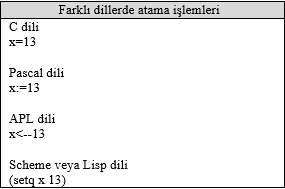 Farklı dillerde atama işlemleri
C dili
x=13
Pascal dili
x:=13
APL dili
x<--13
Scheme veya Lisp dili
(setq x 13)